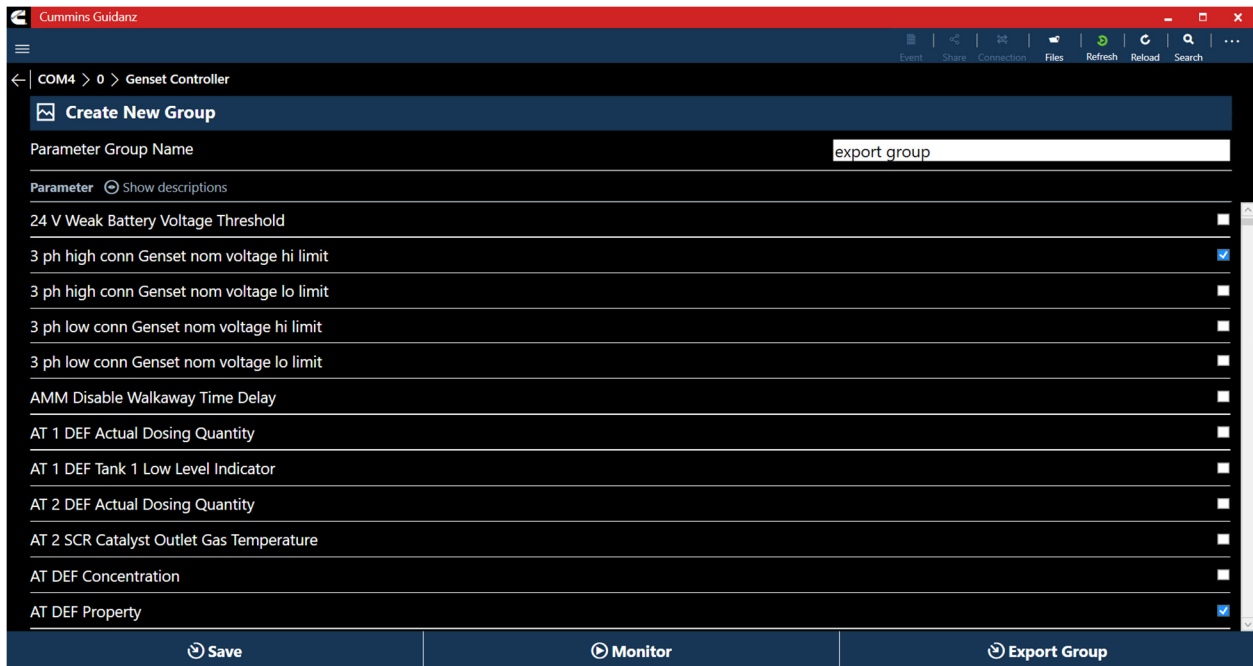 Cummins Guidanz
Event Share Connection Files Refresh Reload Search
COM4 > 0 > Genset Controller
Create New Group
Parameter Group Name export group
Parameter Show descriptions
24 V Weak Battery Voltage Threshold
3 ph high conn Genset nom voltage hi limit
3 ph high conn Genset nom voltage lo limit
3 ph low conn Genset nom voltage hi limit
3 ph low conn Genset nom voltage lo limit
AMM Disable Walkaway Time Delay
AT 1 DEF Actual Dosing Quantity
AT 1 DEF Tank 1 Low Level Indicator
AT 2 DEF Actual Dosing Quantity
AT 2 SCR Catalyst Outlet Gas Temperature
AT DEF Concentration
AT DEF Property
Save Monitor Export Group